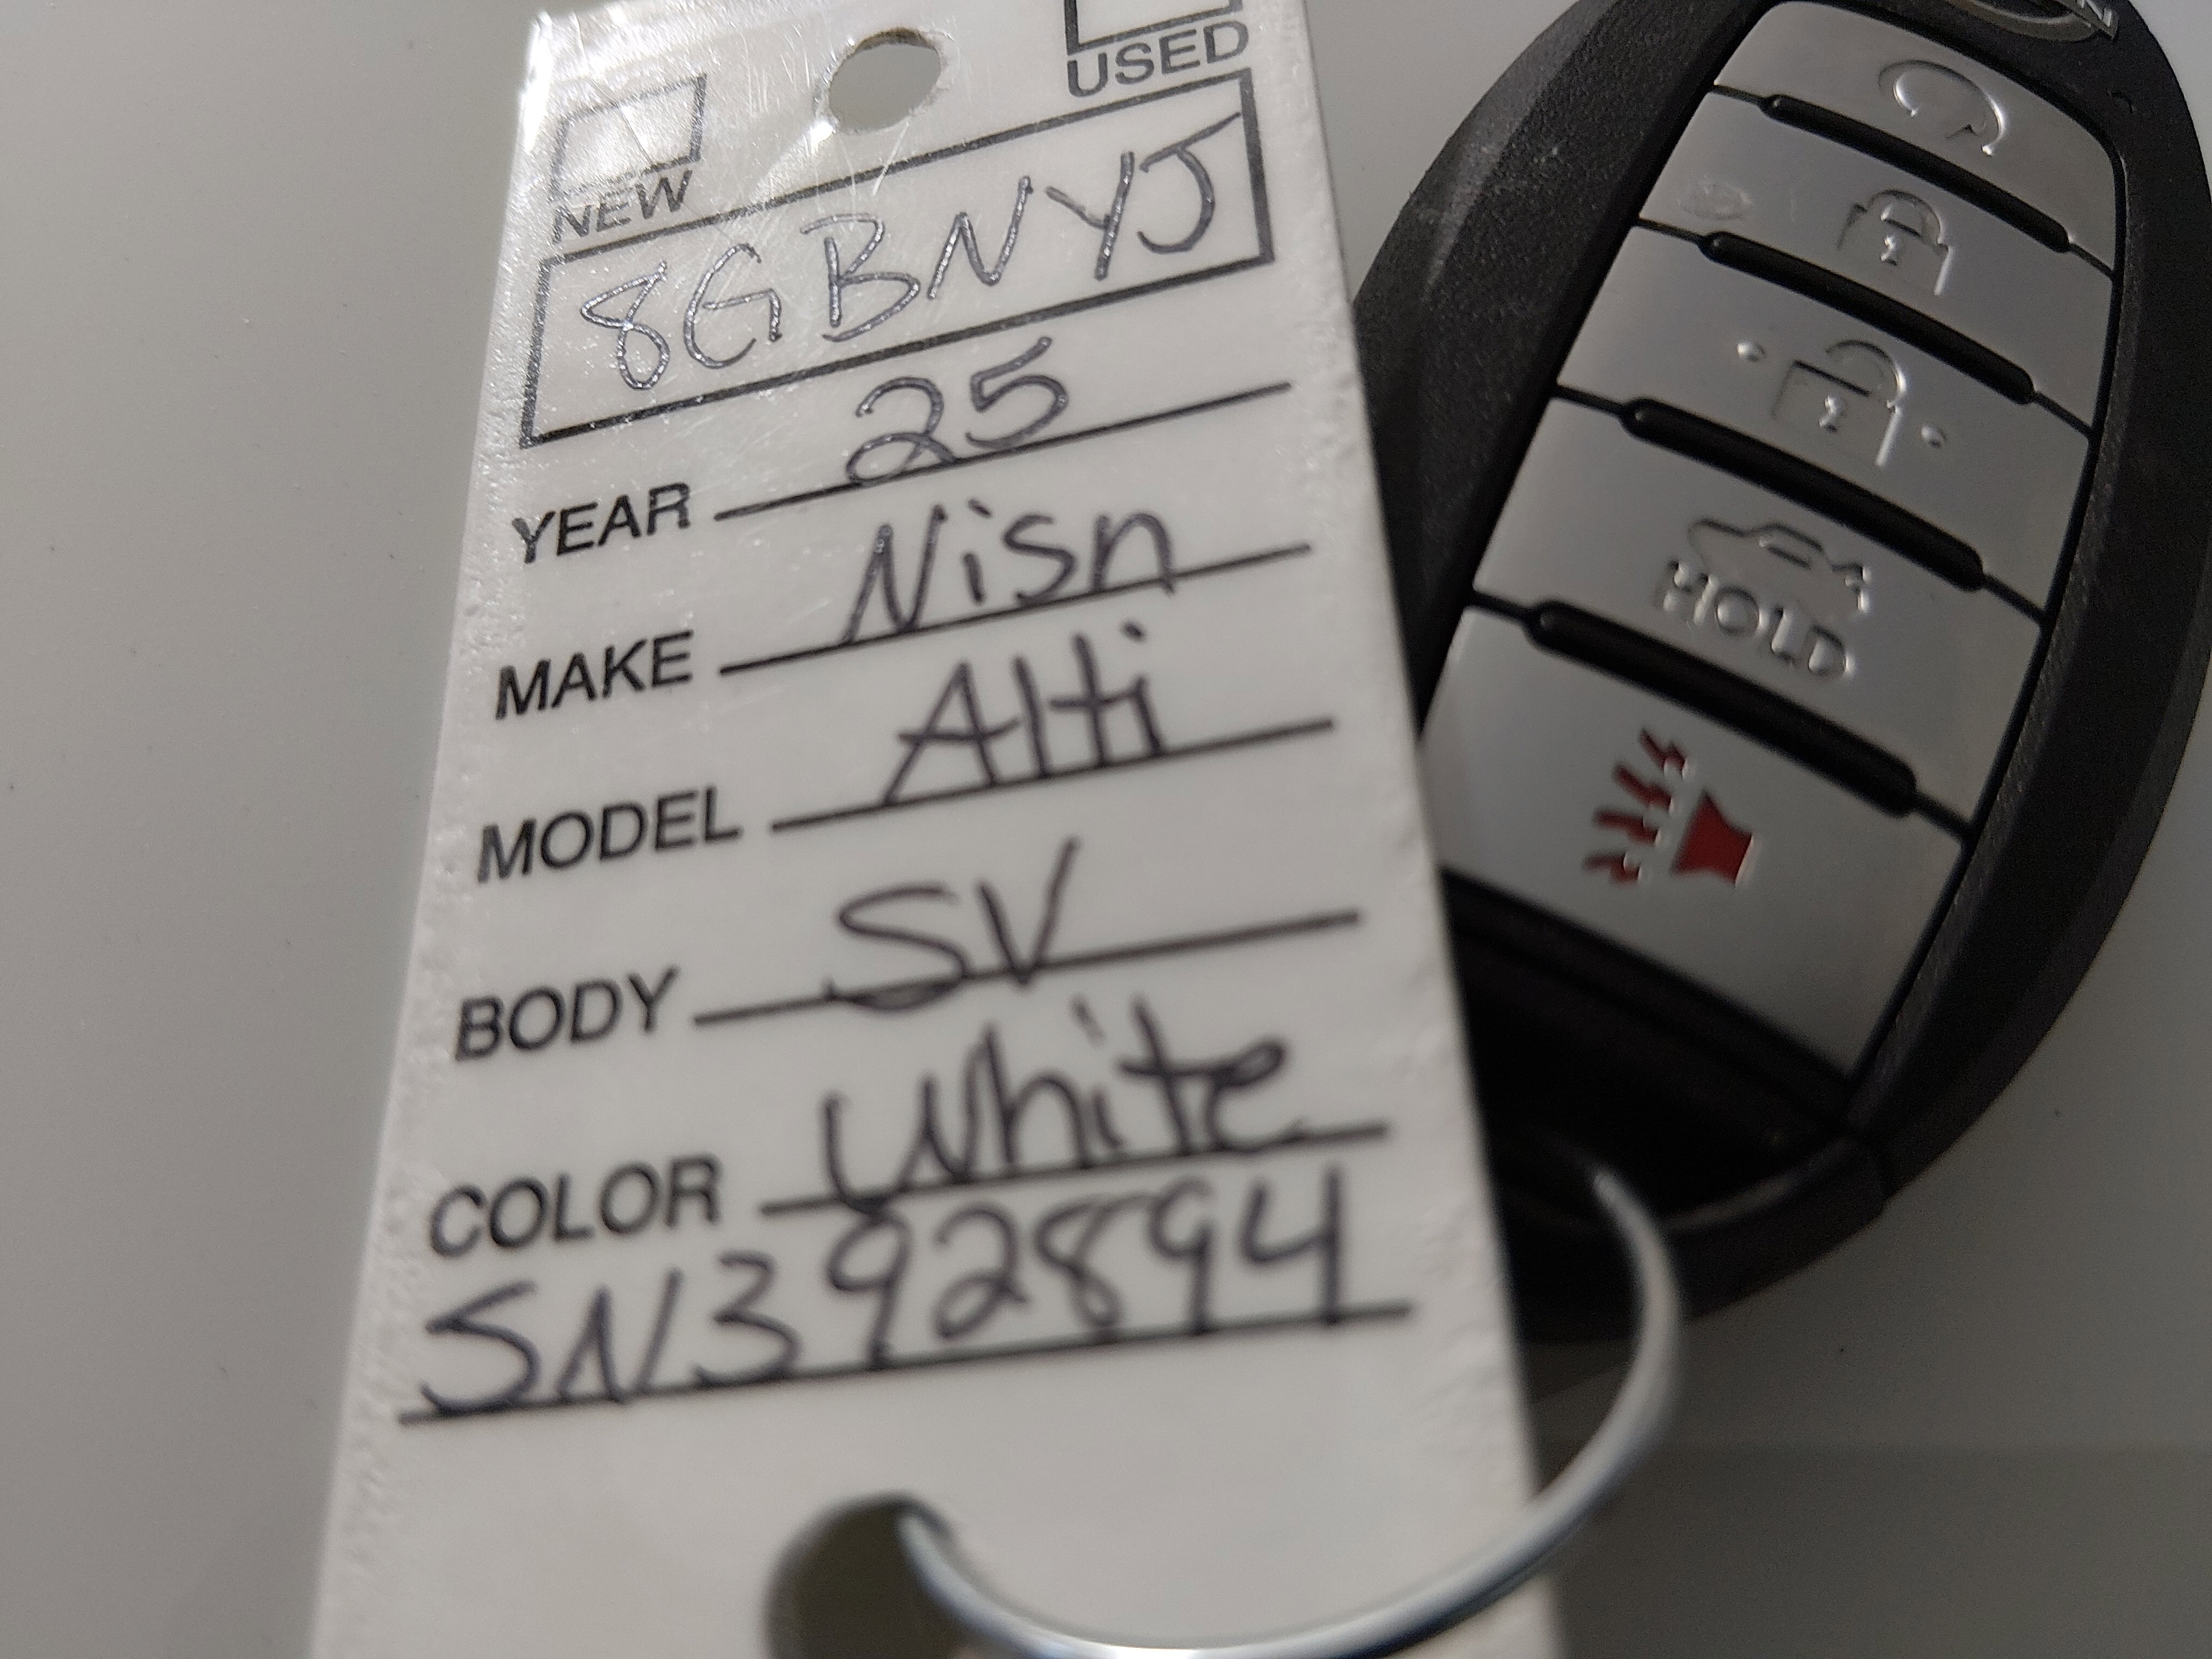 USED
NEW
8GBNYJ
YEAR 25
MAKE Nisn
MODEL Alti
BODY SV
COLOR White
SN392894
HOLD